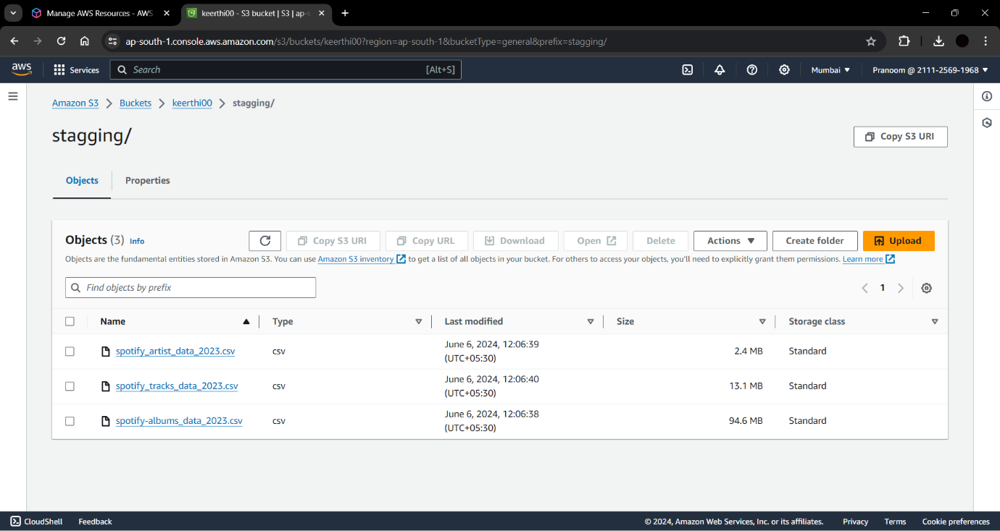 Manage AWS Resources - AWS
keerthi00 - S3 bucket | S3 | ap-s
ap-south-1.console.aws.amazon.com/s3/buckets/keerthi00?region=ap-south-1&bucketType=general&prefix=stagging/
aws Services Search [Alt+S] Mumbai ▼ Pranoom @ 2111-2569-1968 ▼
Amazon S3 > Buckets > keerthi00 > stagging/
stagging/
Copy S3 URI
Objects Properties
Objects (3) Info Copy S3 URI Copy URL Download Open Delete Actions ▼ Create folder Upload
Objects are the fundamental entities stored in Amazon S3. You can use Amazon S3 inventory to get a list of all objects in your bucket. For others to access your objects, you'll need to explicitly grant them permissions. Learn more
Find objects by prefix 1
Name Type Last modified Size Storage class
spotify_artist_data_2023.csv csv June 6, 2024, 12:06:39 (UTC+05:30) 2.4 MB Standard
spotify_tracks_data_2023.csv csv June 6, 2024, 12:06:40 (UTC+05:30) 13.1 MB Standard
spotify-albums_data_2023.csv csv June 6, 2024, 12:06:38 (UTC+05:30) 94.6 MB Standard
CloudShell Feedback © 2024, Amazon Web Services, Inc. or its affiliates. Privacy Terms Cookie preferences